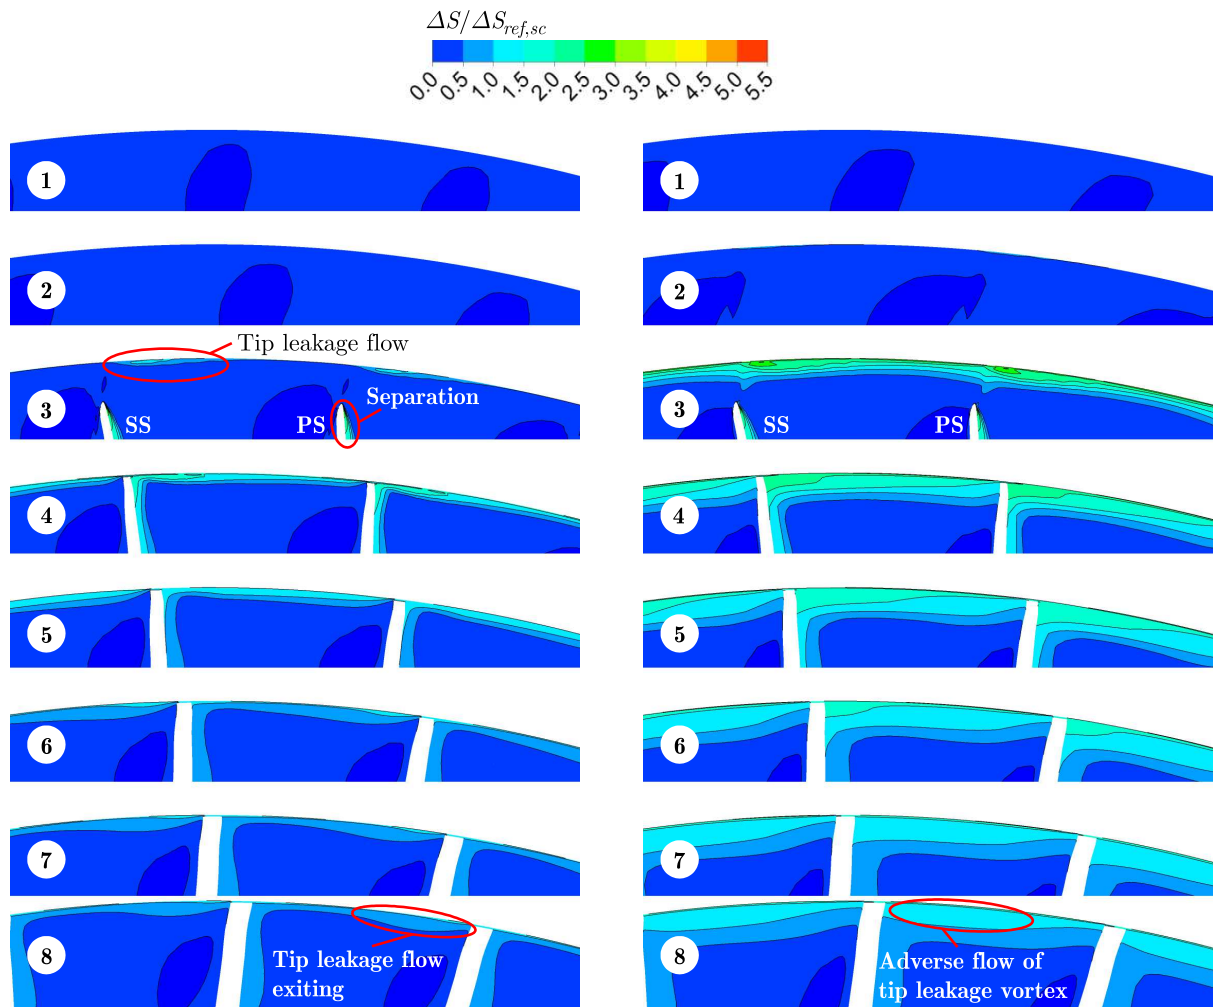 ΔS/ΔS_ref,sc
0.0 0.5 1.0 1.5 2.0 2.5 3.0 3.5 4.0 4.5 5.0 5.5
1
1
2
2
Tip leakage flow
Separation
3 SS PS
3 SS PS
4
4
5
5
6
6
7
7
8
Tip leakage flow
exiting
8
Adverse flow of
tip leakage vortex